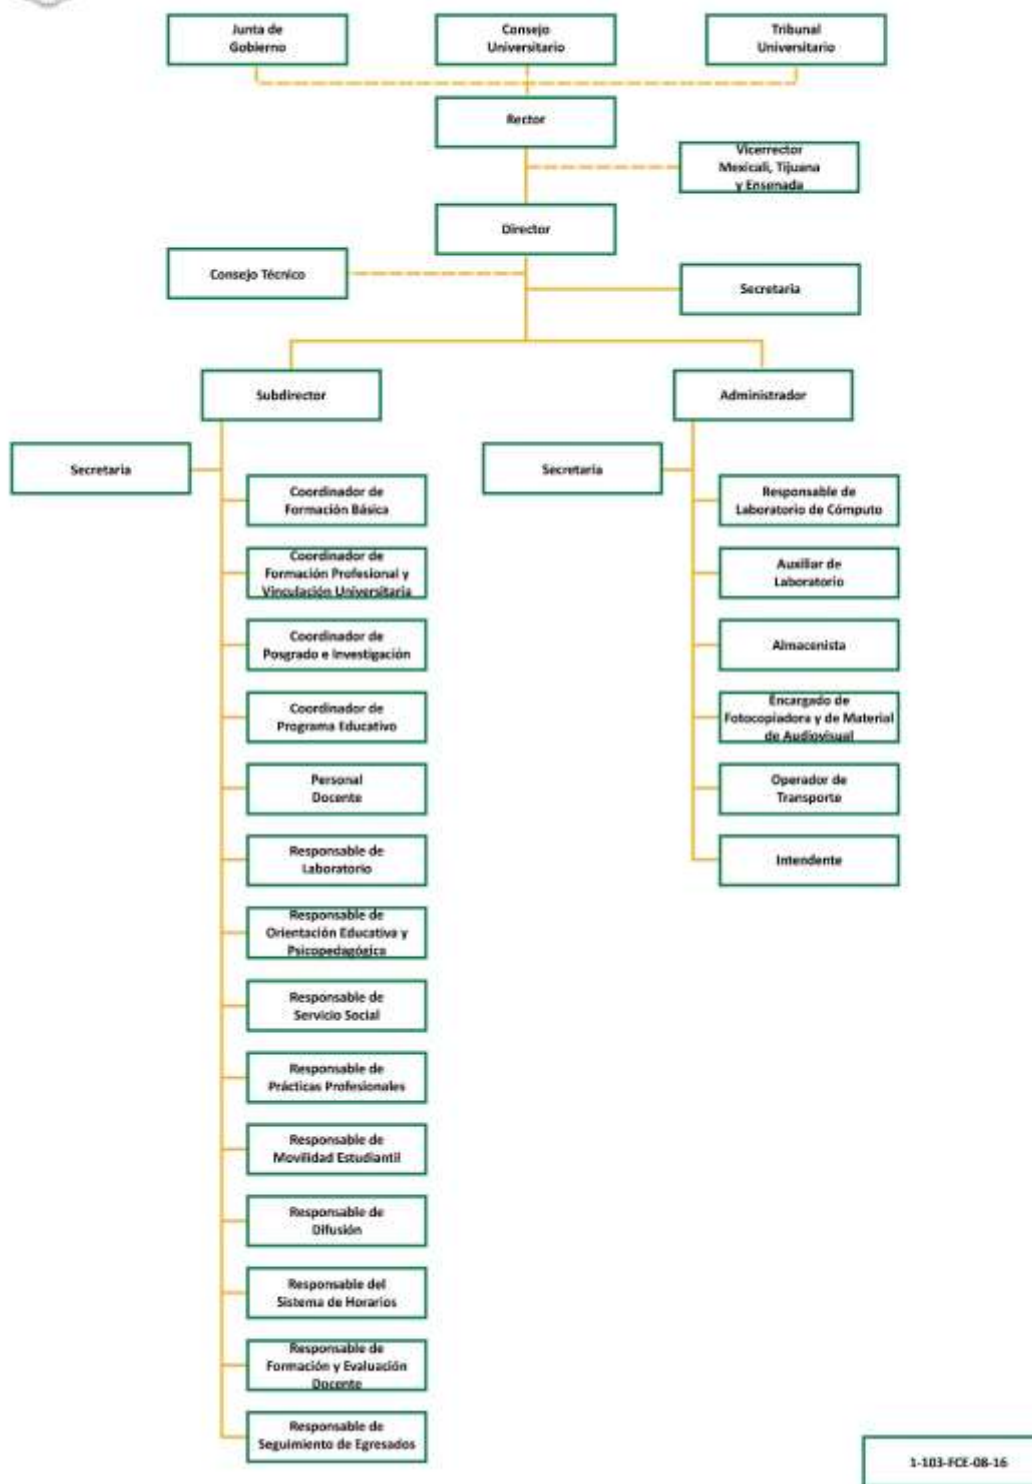 Junta de
Gobierno
Consejo
Universitario
Tribunal
Universitario
Rector
Vicerrector
Mexicali, Tijuana
y Ensenada
Director
Consejo Técnico
Secretaria
Subdirector
Administrador
Secretaria
Coordinador de
Formación Básica
Coordinador de
Formación Profesional y
Vinculación Universitaria
Coordinador de
Posgrado e Investigación
Coordinador de
Programa Educativo
Personal
Docente
Responsable de
Laboratorio
Responsable de
Orientación Educativa y
Psicopedagógica
Responsable de
Servicio Social
Responsable de
Prácticas Profesionales
Responsable de
Movilidad Estudiantil
Responsable de
Difusión
Responsable del
Sistema de Horarios
Responsable de
Formación y Evaluación
Docente
Responsable de
Seguimiento de Egresados
Secretaria
Responsable de
Laboratorio de Cómputo
Auxiliar de
Laboratorio
Almacenista
Encargado de
Fotocopiadora y de Material
de Audiovisual
Operador de
Transporte
Intendente
1-103-FCE-08-16